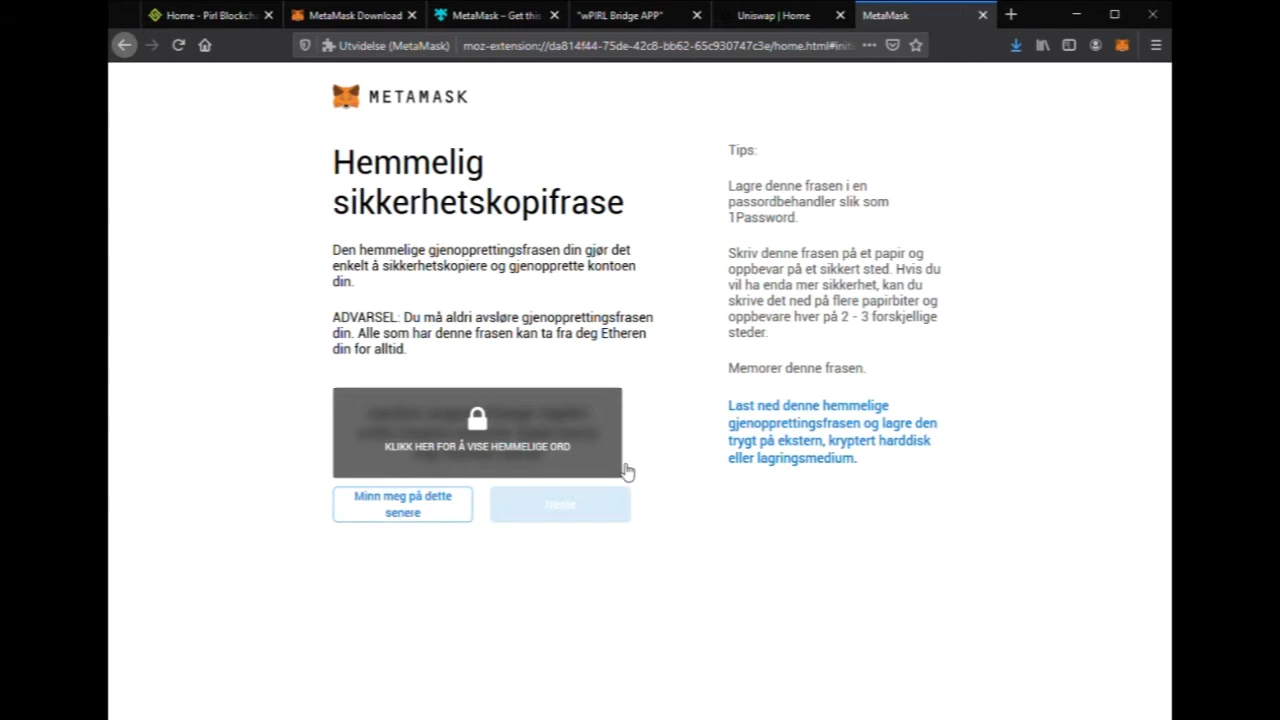 Home - Pirl Blockcha
MetaMask Download
MetaMask – Get this
"wPIRL Bridge APP"
Uniswap | Home
MetaMask
Utvidelse (MetaMask)
moz-extension://da814f44-75de-42c8-bb62-65c930747c3e/home.html#initi
METAMASK
Hemmelig
sikkerhetskopifrase
Den hemmelige gjenopprettingsfrasen din gjør det
enkelt å sikkerhetskopiere og gjenopprette kontoen
din.
ADVARSEL: Du må aldri avsløre gjenopprettingsfrasen
din. Alle som har denne frasen kan ta fra deg Etheren
din for alltid.
KLIKK HER FOR Å VISE HEMMELIGE ORD
Minn meg på dette
senere
Neste
Tips:
Lagre denne frasen i en
passordbehandler slik som
1Password.
Skriv denne frasen på et papir og
oppbevar på et sikkert sted. Hvis du
vil ha enda mer sikkerhet, kan du
skrive det ned på flere papirbiter og
oppbevare hver på 2 - 3 forskjellige
steder.
Memorer denne frasen.
Last ned denne hemmelige
gjenopprettingsfrasen og lagre den
trygt på ekstern, kryptert harddisk
eller lagringsmedium.